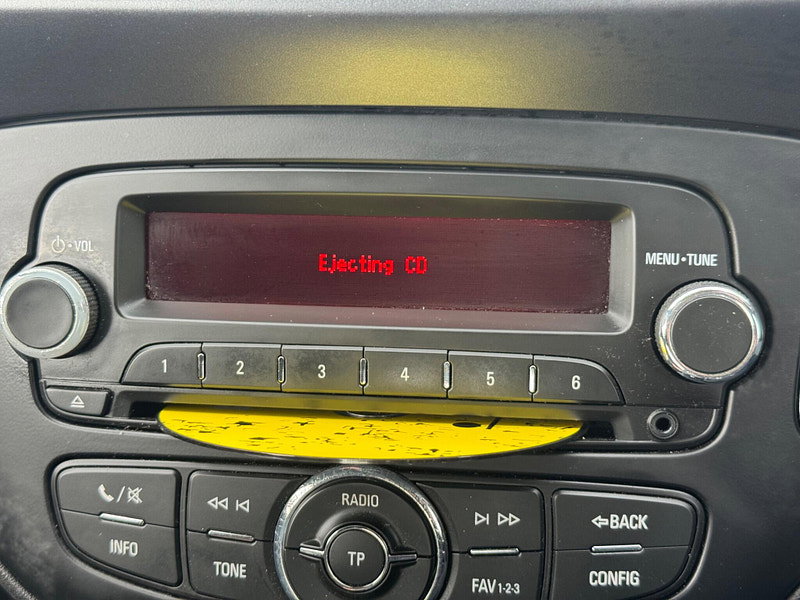 VOL
MENU•TUNE
Ejecting CD
1
2
3
4
5
6
RADIO
TP
INFO
TONE
FAV 1-2-3
BACK
CONFIG